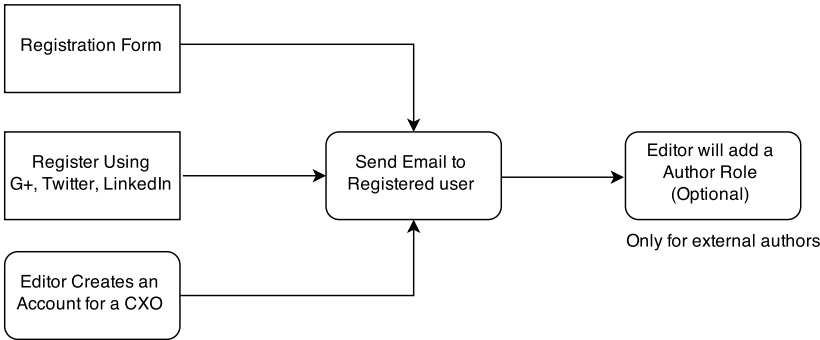 Registration Form
Register Using
G+, Twitter, LinkedIn
Editor Creates an
Account for a CXO
Send Email to
Registered user
Editor will add a
Author Role
(Optional)
Only for external authors